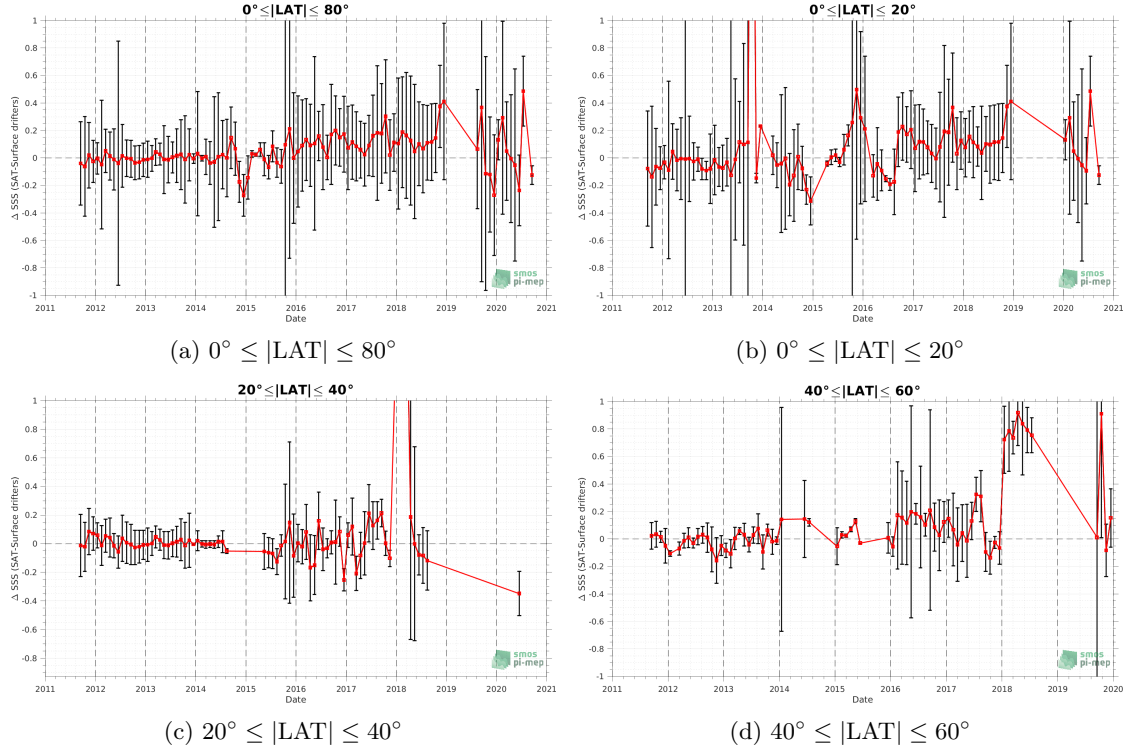 0°≤|LAT|≤ 80°
Δ SSS (SAT-Surface drifters)
1
0.8
0.6
0.4
0.2
0
-0.2
-0.4
-0.6
-0.8
-1
2011 2012 2013 2014 2015 2016 2017 2018 2019 2020 2021
Date
smos
pi-mep
(a) 0° ≤ |LAT| ≤ 80°
0°≤|LAT|≤ 20°
Δ SSS (SAT-Surface drifters)
1
0.8
0.6
0.4
0.2
0
-0.2
-0.4
-0.6
-0.8
-1
2011 2012 2013 2014 2015 2016 2017 2018 2019 2020 2021
Date
smos
pi-mep
(b) 0° ≤ |LAT| ≤ 20°
20°≤|LAT|≤ 40°
Δ SSS (SAT-Surface drifters)
1
0.8
0.6
0.4
0.2
0
-0.2
-0.4
-0.6
-0.8
2011 2012 2013 2014 2015 2016 2017 2018 2019 2020 2021
Date
smos
pi-mep
(c) 20° ≤ |LAT| ≤ 40°
40°≤|LAT|≤ 60°
Δ SSS (SAT-Surface drifters)
1
0.8
0.6
0.4
0.2
0
-0.2
-0.4
-0.6
-0.8
-1
2011 2012 2013 2014 2015 2016 2017 2018 2019 2020
Date
smos
pi-mep
(d) 40° ≤ |LAT| ≤ 60°